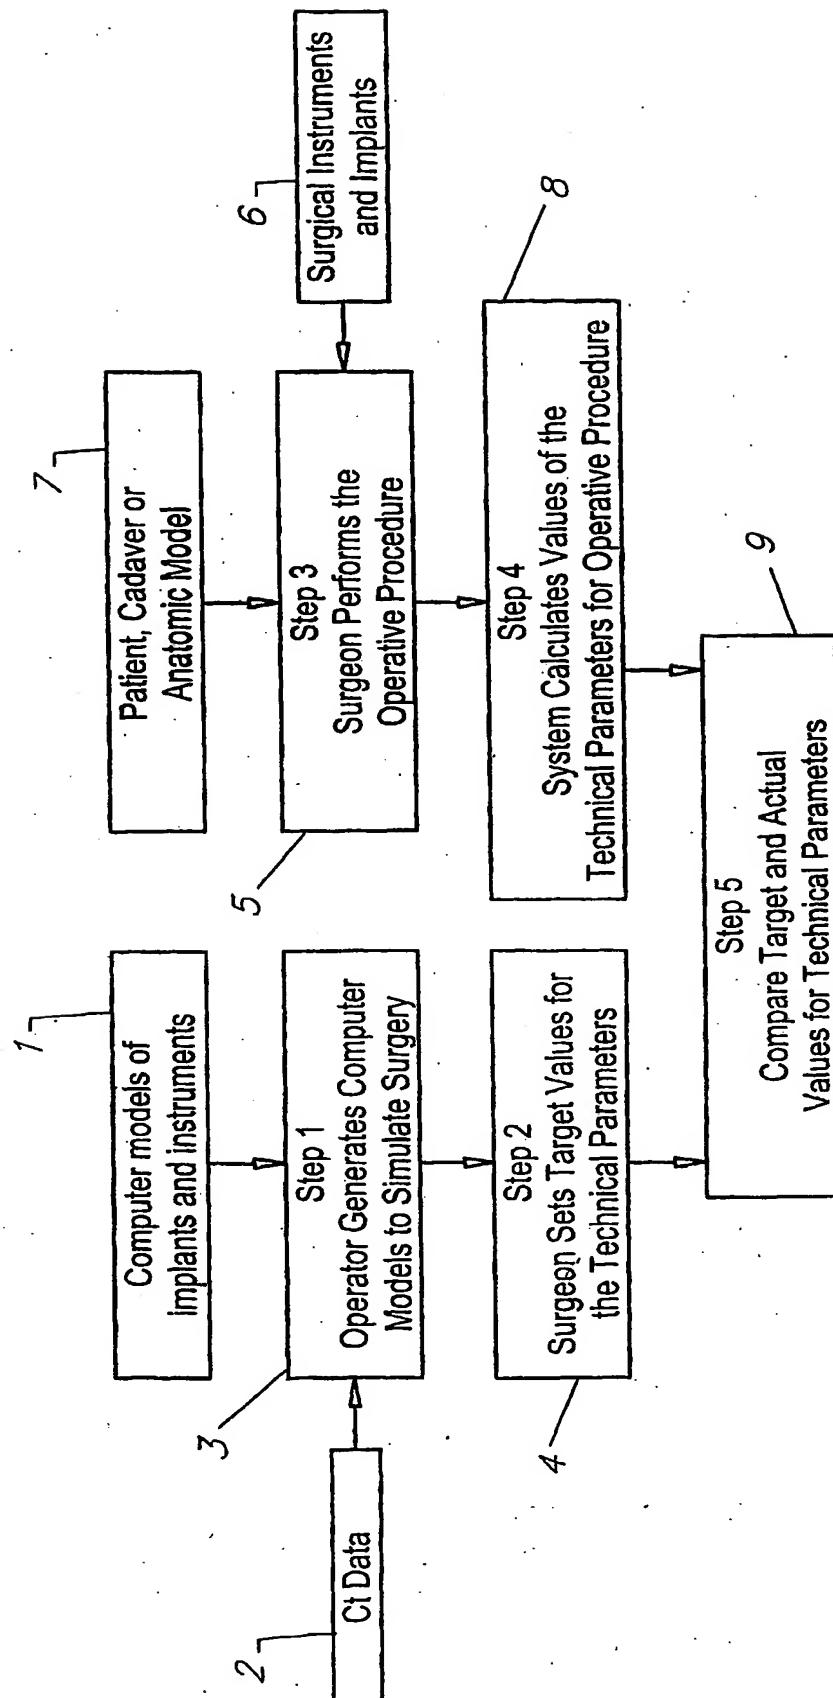 1
Computer models of
implants and instruments
2
Ct Data
3
Step 1
Operator Generates Computer
Models to Simulate Surgery
4
Step 2
Surgeon Sets Target Values for
the Technical Parameters
7
Patient, Cadaver or
Anatomic Model
6
Surgical Instruments
and Implants
5
Step 3
Surgeon Performs the
Operative Procedure
8
Step 4
System Calculates Values of the
Technical Parameters for Operative Procedure
9
Step 5
Compare Target and Actual
Values for Technical Parameters